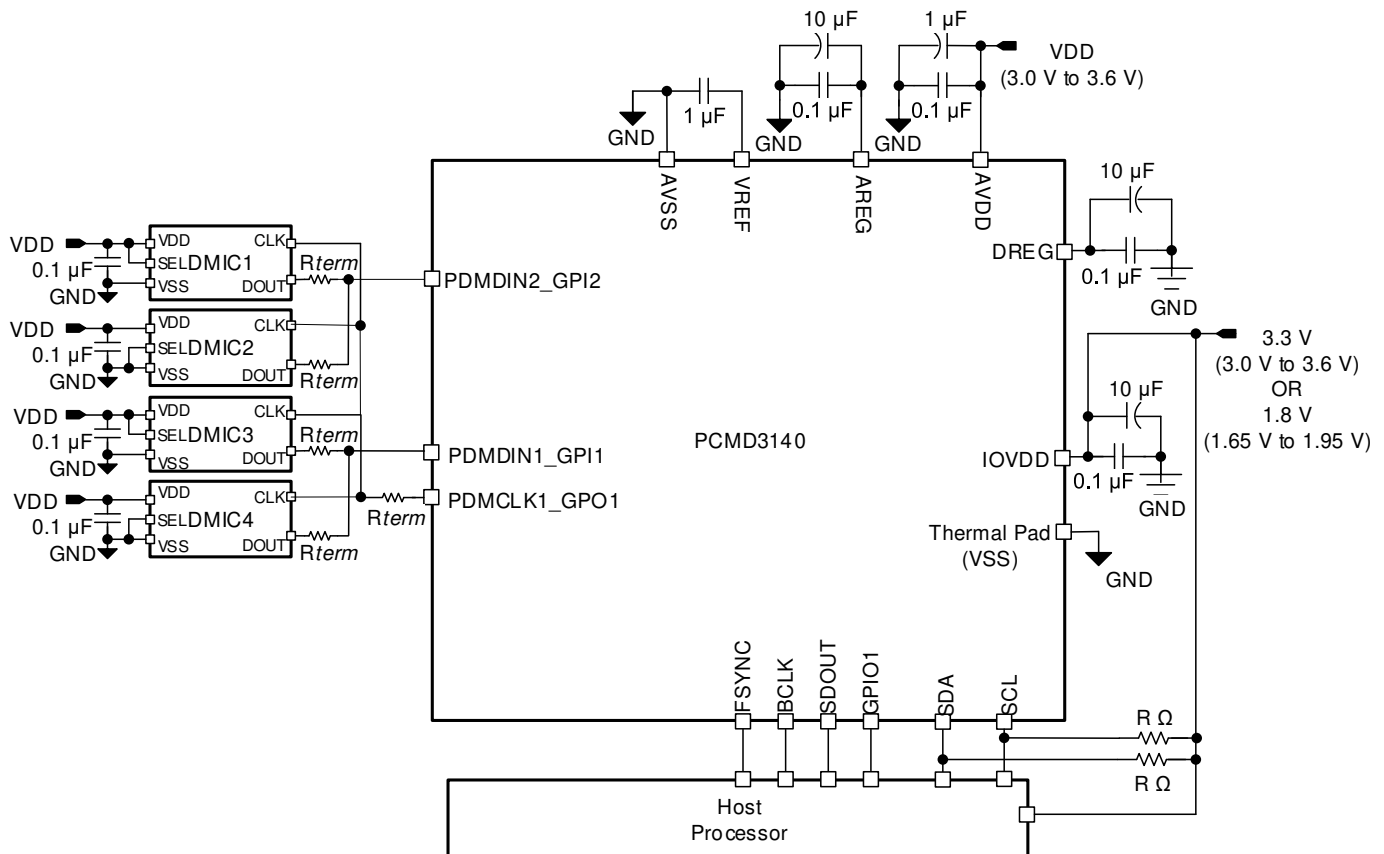 10 µF
1 µF
VDD
(3.0 V to 3.6 V)
0.1 µF
0.1 µF
1 µF
GND
GND
GND
AVSS
VREF
AREG
AVDD
10 µF
DREG
0.1 µF
GND
VDD
0.1 µF
GND
VDD
SEL
VSS
DMIC1
CLK
DOUT
Rterm
PDMDIN2_GPI2
VDD
0.1 µF
GND
VDD
SEL
VSS
DMIC2
CLK
DOUT
Rterm
VDD
0.1 µF
GND
VDD
SEL
VSS
DMIC3
CLK
DOUT
Rterm
PDMDIN1_GPI1
VDD
0.1 µF
GND
VDD
SEL
VSS
DMIC4
CLK
DOUT
Rterm
Rterm
PDMCLK1_GPO1
PCMD3140
3.3 V
(3.0 V to 3.6 V)
OR
1.8 V
(1.65 V to 1.95 V)
10 µF
IOVDD
0.1 µF
GND
Thermal Pad
(VSS)
GND
FSYNC
BCLK
SDOUT
GPIO1
SDA
SCL
R Ω
R Ω
Host
Processor